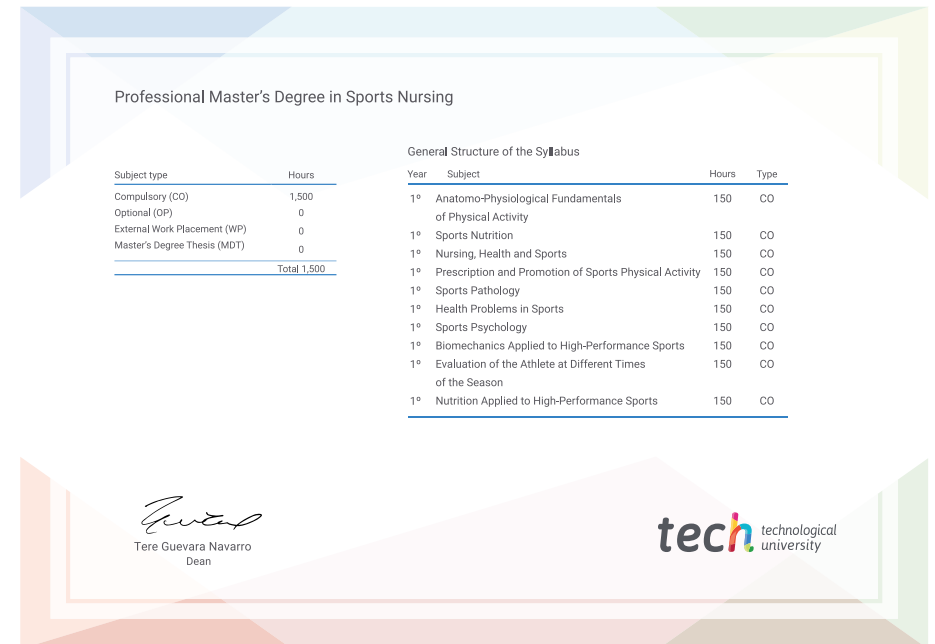 Professional Master's Degree in Sports Nursing
Subject type Hours
Compulsory (CO) 1,500
Optional (OP) 0
External Work Placement (WP) 0
Master's Degree Thesis (MDT) 0
Total 1,500
General Structure of the Syllabus
Year Subject Hours Type
1º Anatomo-Physiological Fundamentals of Physical Activity 150 CO
1º Sports Nutrition 150 CO
1º Nursing, Health and Sports 150 CO
1º Prescription and Promotion of Sports Physical Activity 150 CO
1º Sports Pathology 150 CO
1º Health Problems in Sports 150 CO
1º Sports Psychology 150 CO
1º Biomechanics Applied to High-Performance Sports 150 CO
1º Evaluation of the Athlete at Different Times of the Season 150 CO
1º Nutrition Applied to High-Performance Sports 150 CO
Tere Guevara Navarro
Dean
tech technological
university